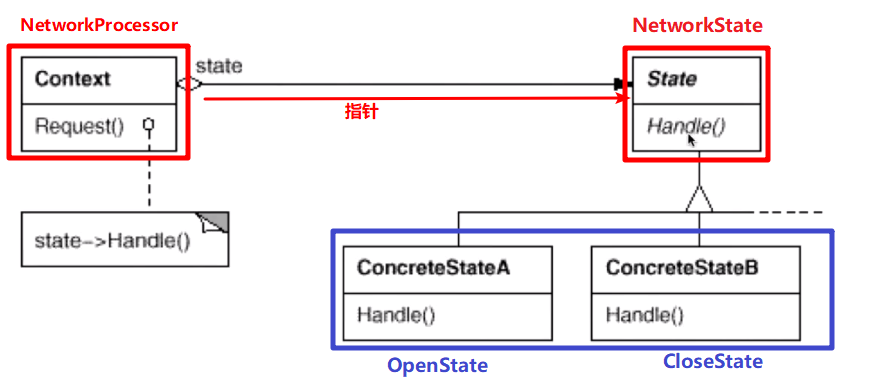 NetworkProcessor
NetworkState
Context
state
State
指针
Request()
Handle()
state->Handle()
ConcreteStateA
ConcreteStateB
Handle()
Handle()
OpenState
CloseState